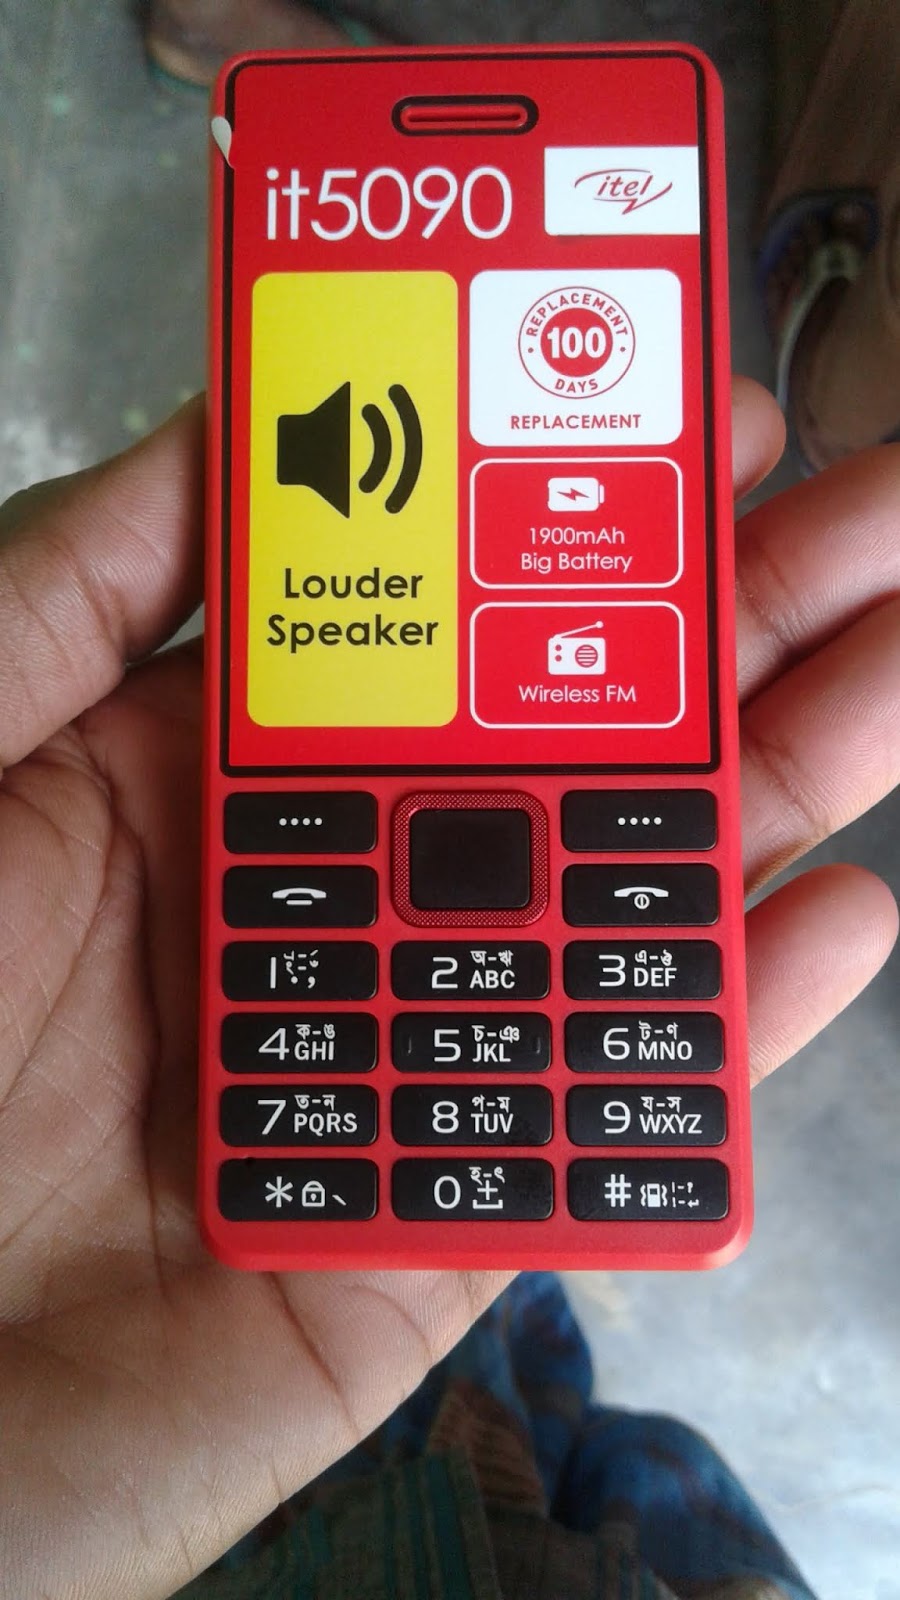 it5090
itel
REPLACEMENT
100
DAYS
REPLACEMENT
1900mAh
Big Battery
Louder
Speaker
Wireless FM
1
2 অ-ঋ ABC
3 এ-ঔ DEF
4 ক-ঙ GHI
5 চ-ঞ JKL
6 ট-ণ MNO
7 ত-ন PQRS
8 প-ম TUV
9 য-স WXYZ
*
0 হ-ৎ +
#